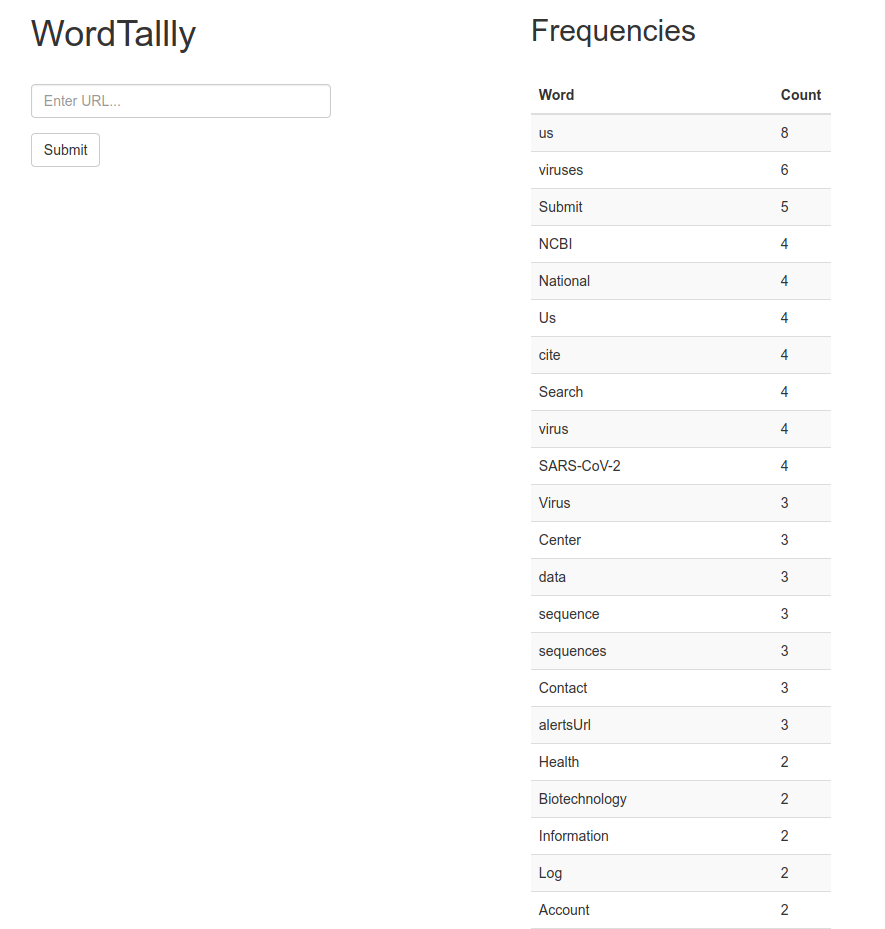 WordTallly
Enter URL...
Submit
Frequencies
Word Count
us 8
viruses 6
Submit 5
NCBI 4
National 4
Us 4
cite 4
Search 4
virus 4
SARS-CoV-2 4
Virus 3
Center 3
data 3
sequence 3
sequences 3
Contact 3
alertsUrl 3
Health 2
Biotechnology 2
Information 2
Log 2
Account 2